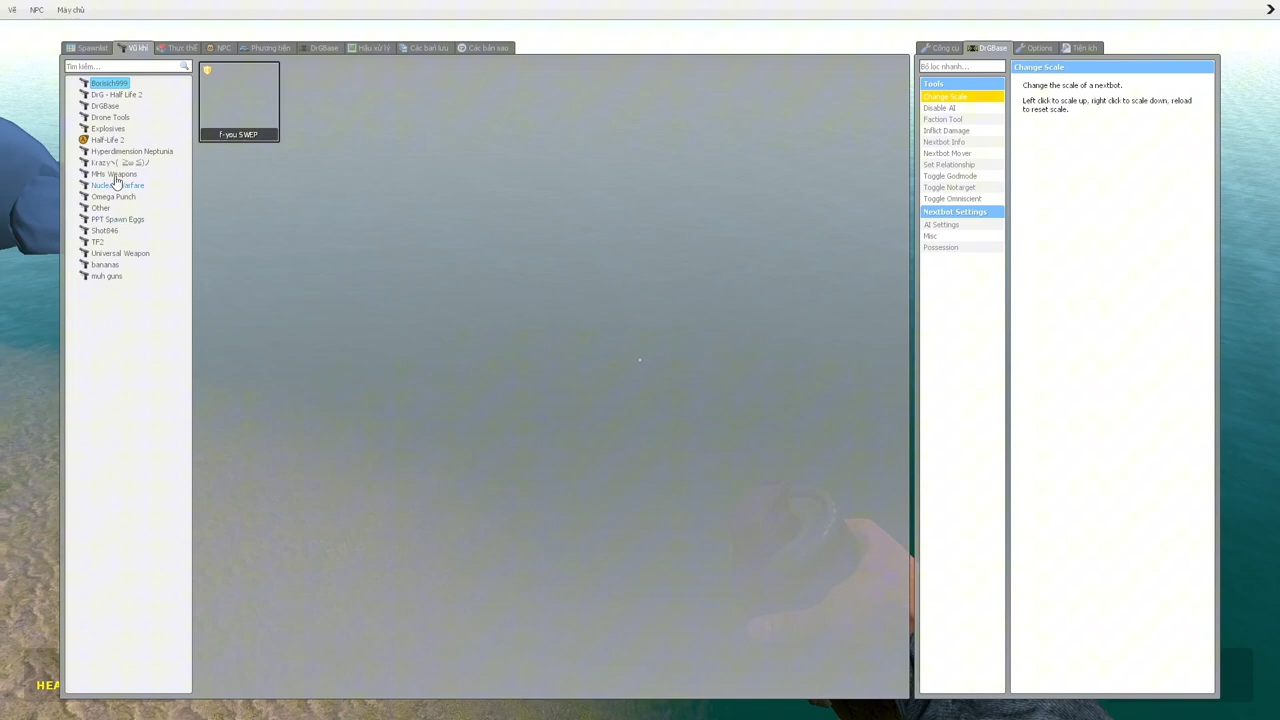 Vẽ NPC Máy chủ
Spawnlist Vũ khí Thực thể NPC Phương tiện DrGBase Hậu xử lý Các bản lưu Các bản sao
Công cụ DrGBase Options Tiện ích
Tìm kiếm...
Borisich999
DrG - Half Life 2
DrGBase
Drone Tools
Explosives
Half-Life 2
Hyperdimension Neptunia
MHs Weapons
Nuclear Warfare
Omega Punch
Other
PPT Spawn Eggs
Shot846
TF2
Universal Weapon
bananas
muh guns
f-you SWEP
Bộ lọc nhanh...
Tools
Change Scale
Disable AI
Faction Tool
Inflict Damage
Nextbot Info
Nextbot Mover
Set Relationship
Toggle Godmode
Toggle Notarget
Toggle Omniscient
Nextbot Settings
AI Settings
Misc
Possession
Change Scale
Change the scale of a nextbot.
Left click to scale up, right click to scale down, reload
to reset scale.
HEA